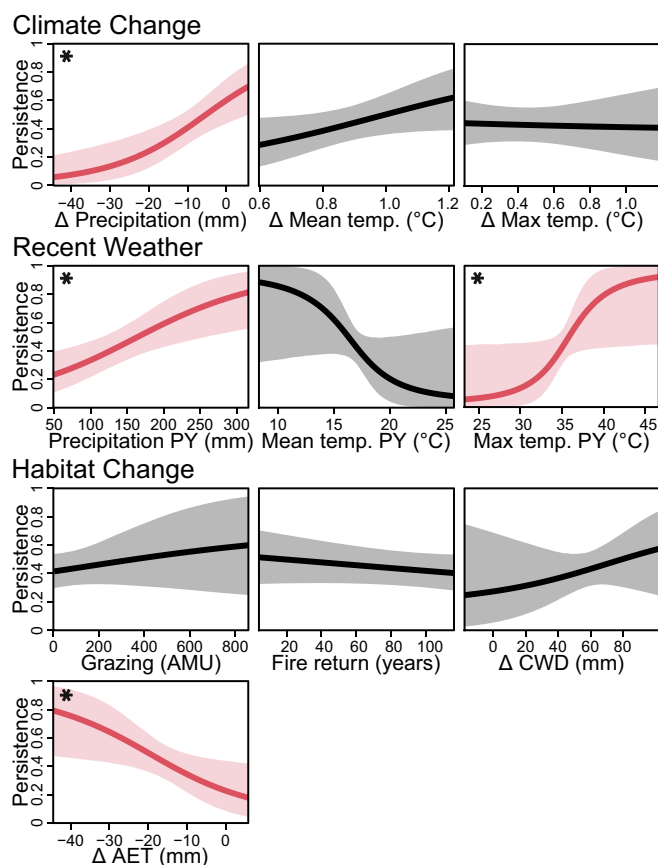 Climate Change
*
Persistence
0 0.2 0.4 0.6 0.8 1
−40 −30 −20 −10 0
Δ Precipitation (mm)
0.6 0.8 1.0 1.2
Δ Mean temp. (°C)
0.2 0.4 0.6 0.8 1.0
Δ Max temp. (°C)
Recent Weather
*
*
Persistence
0 0.2 0.4 0.6 0.8 1
50 100 150 200 250 300
Precipitation PY (mm)
10 15 20 25
Mean temp. PY (°C)
25 30 35 40 45
Max temp. PY (°C)
Habitat Change
Persistence
0 0.2 0.4 0.6 0.8 1
0 200 400 600 800
Grazing (AMU)
20 40 60 80 100
Fire return (years)
0 20 40 60 80
Δ CWD (mm)
*
Persistence
0 0.2 0.4 0.6 0.8 1
−40 −30 −20 −10 0
Δ AET (mm)